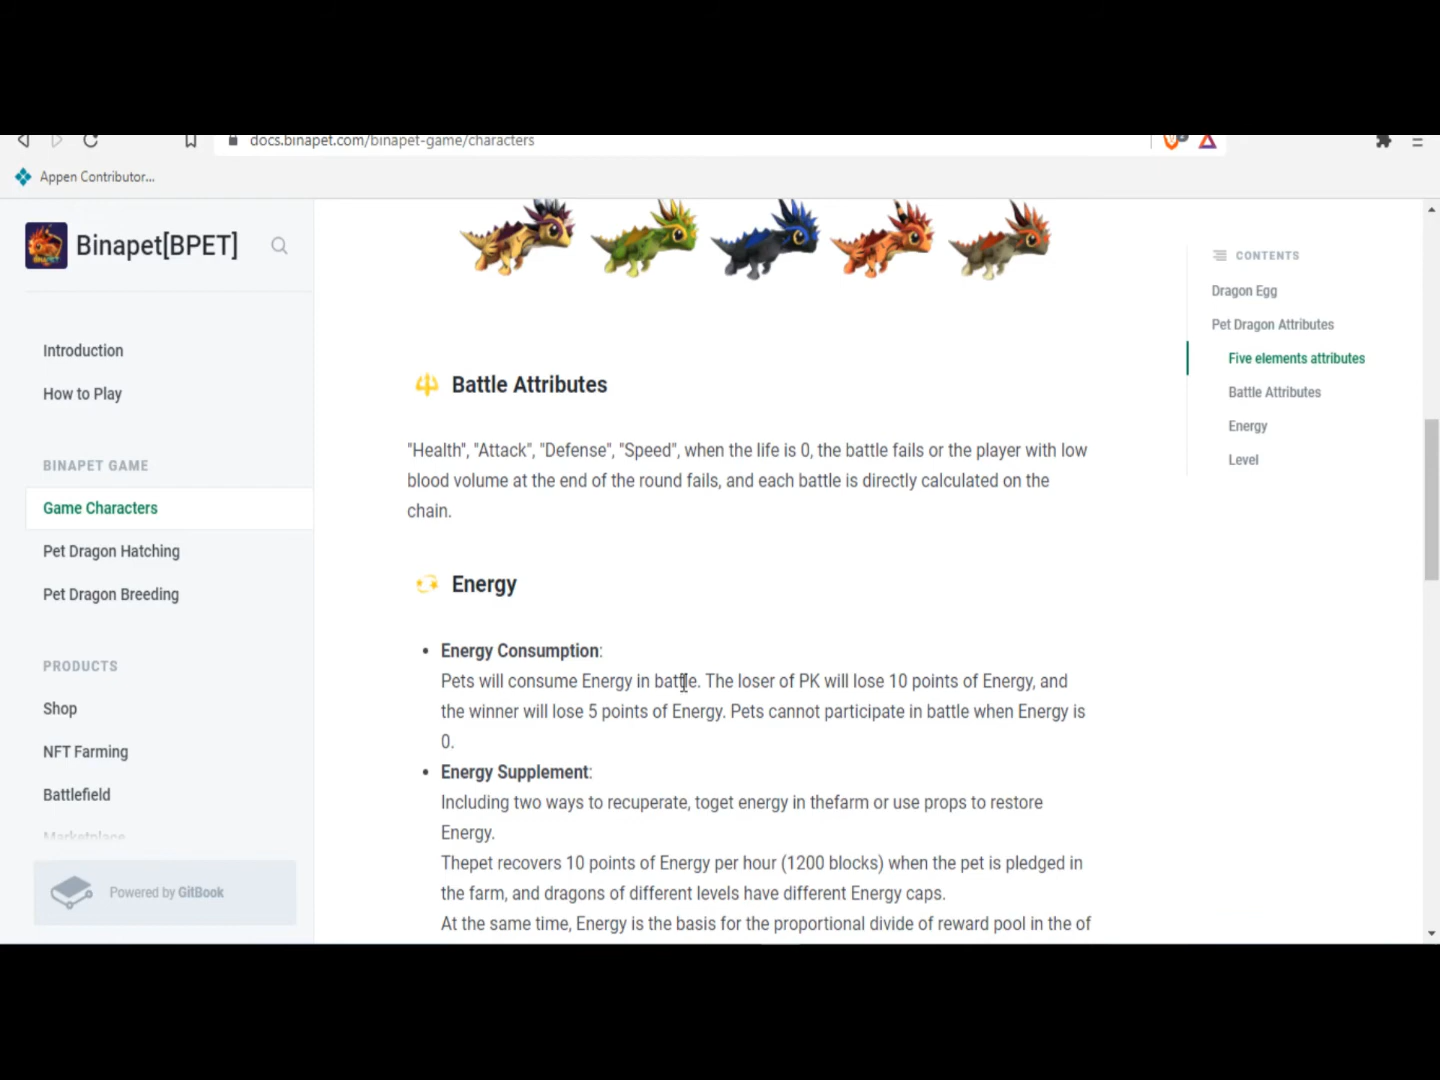 docs.binapet.com/binapet-game/characters
Appen Contributor...
Binapet[BPET]
Introduction
How to Play
BINAPET GAME
Game Characters
Pet Dragon Hatching
Pet Dragon Breeding
PRODUCTS
Shop
NFT Farming
Battlefield
Marketplace
Powered by GitBook
Battle Attributes
"Health", "Attack", "Defense", "Speed", when the life is 0, the battle fails or the player with low
blood volume at the end of the round fails, and each battle is directly calculated on the
chain.
Energy
• Energy Consumption:
Pets will consume Energy in battle. The loser of PK will lose 10 points of Energy, and
the winner will lose 5 points of Energy. Pets cannot participate in battle when Energy is
0.
• Energy Supplement:
Including two ways to recuperate, toget energy in thefarm or use props to restore
Energy.
Thepet recovers 10 points of Energy per hour (1200 blocks) when the pet is pledged in
the farm, and dragons of different levels have different Energy caps.
At the same time, Energy is the basis for the proportional divide of reward pool in the of
CONTENTS
Dragon Egg
Pet Dragon Attributes
Five elements attributes
Battle Attributes
Energy
Level